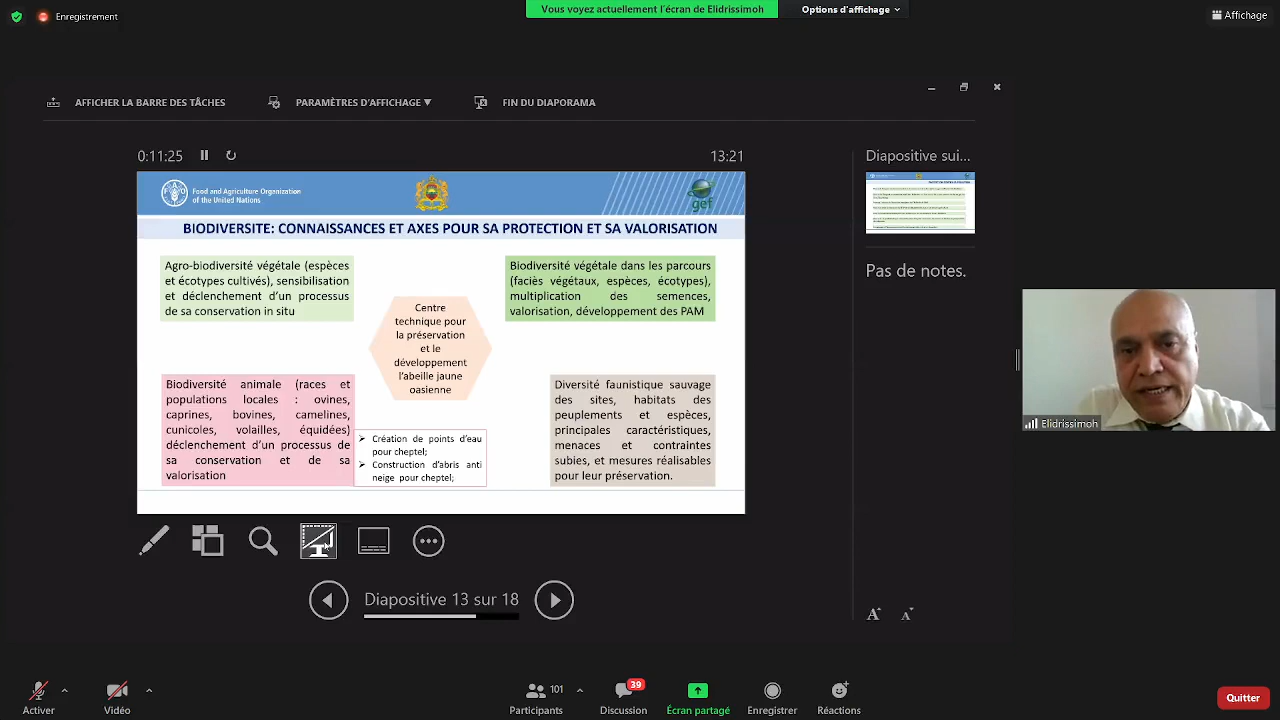 Enregistrement
Vous voyez actuellement l'écran de Elidrissimoh
Options d'affichage
Affichage
AFFICHER LA BARRE DES TÂCHES
PARAMÈTRES D'AFFICHAGE ▼
FIN DU DIAPORAMA
0:11:25
13:21
Diapositive sui...
Food and Agriculture Organization
of the United Nations
gef
BIODIVERSITE: CONNAISSANCES ET AXES POUR SA PROTECTION ET SA VALORISATION
Agro-biodiversité végétale (espèces
et écotypes cultivés), sensibilisation
et déclenchement d'un processus
de sa conservation in situ
Centre
technique pour
la préservation
et le
développement
l'abeille jaune
oasienne
Biodiversité végétale dans les parcours
(faciès végétaux, espèces, écotypes),
multiplication des semences,
valorisation, développement des PAM
Biodiversité animale (races et
populations locales : ovines,
caprines, bovines, camelines,
cunicoles, volailles, équidés)
déclenchement d'un processus de
sa conservation et de sa
valorisation
➢ Création de points d'eau
pour cheptel;
➢ Construction d'abris anti
neige pour cheptel;
Diversité faunistique sauvage
des sites, habitats des
peuplements et espèces,
principales caractéristiques,
menaces et contraintes
subies, et mesures réalisables
pour leur préservation.
Pas de notes.
Elidrissimoh
Diapositive 13 sur 18
A A
Activer
Vidéo
101
Participants
39
Discussion
Écran partagé
Enregistrer
Réactions
Quitter